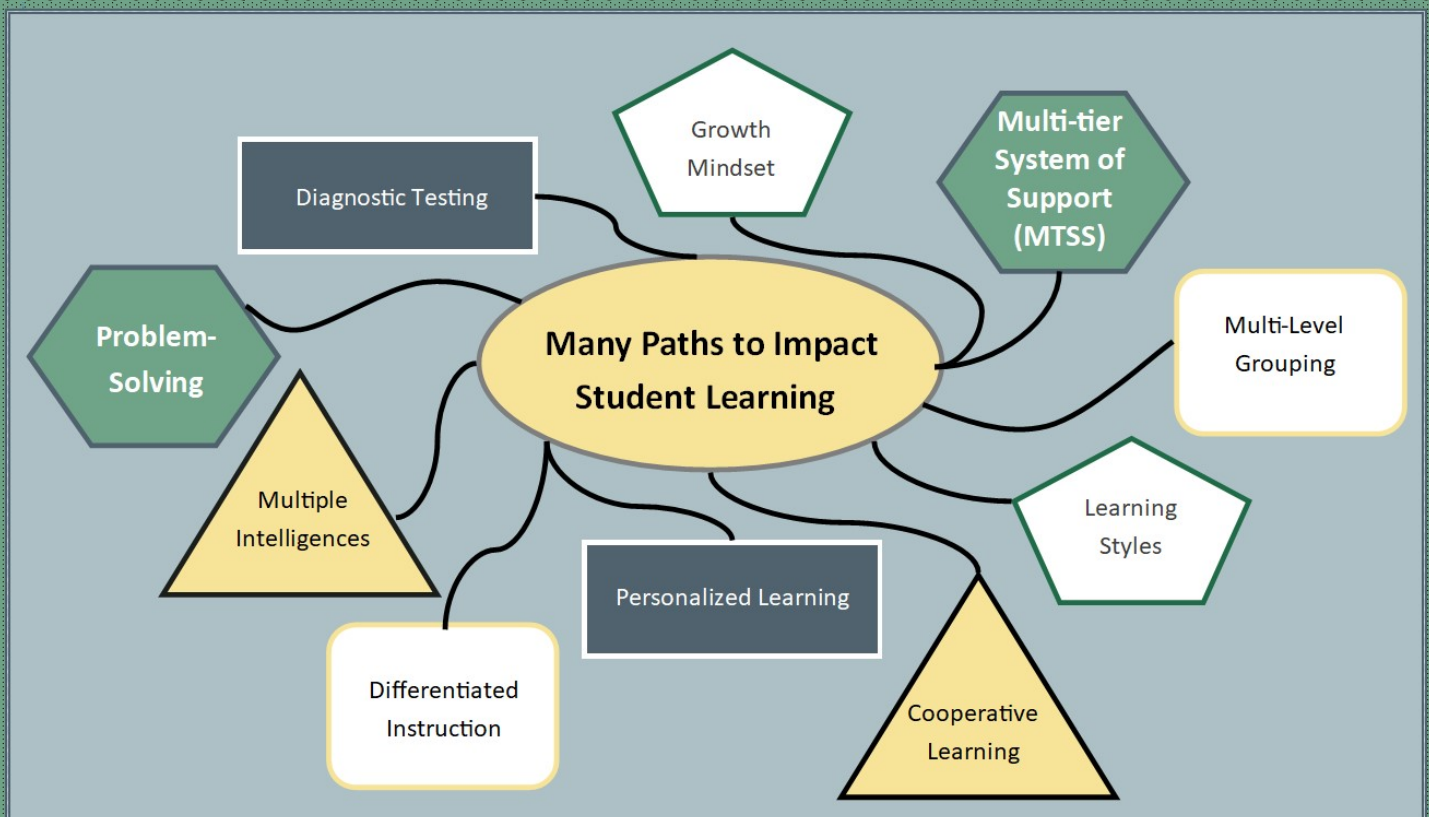 Growth
Mindset
Multi-tier
System of
Support
(MTSS)
Diagnostic Testing
Problem-
Solving
Many Paths to Impact
Student Learning
Multi-Level
Grouping
Multiple
Intelligences
Learning
Styles
Personalized Learning
Differentiated
Instruction
Cooperative
Learning